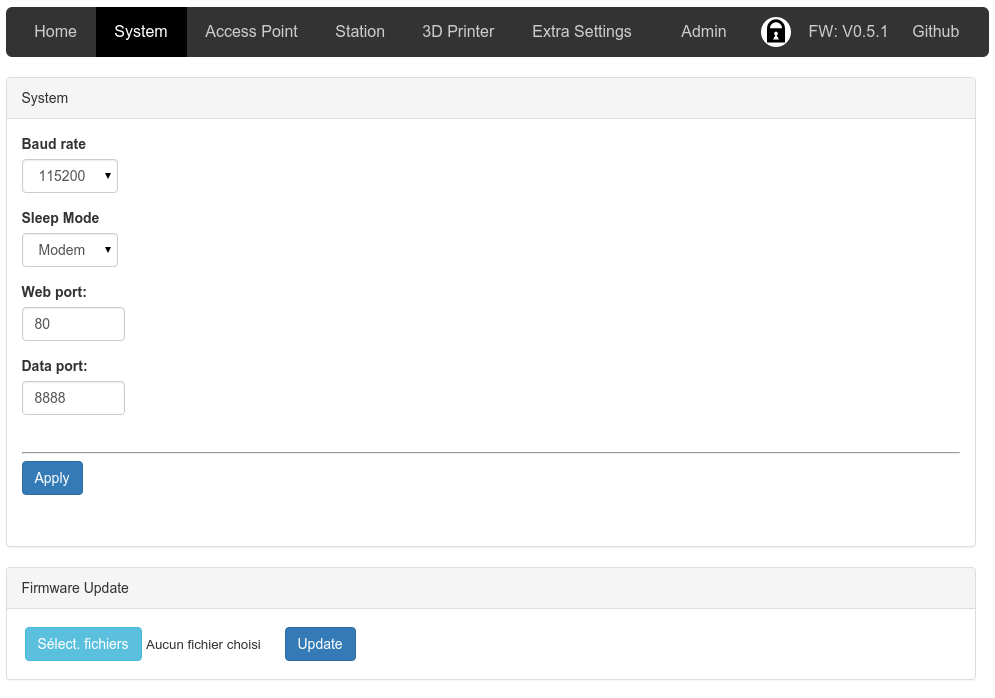 Home System Access Point Station 3D Printer Extra Settings Admin FW: V0.5.1 Github
System
Baud rate
115200
Sleep Mode
Modem
Web port:
80
Data port:
8888
Apply
Firmware Update
Sélect. fichiers Aucun fichier choisi Update